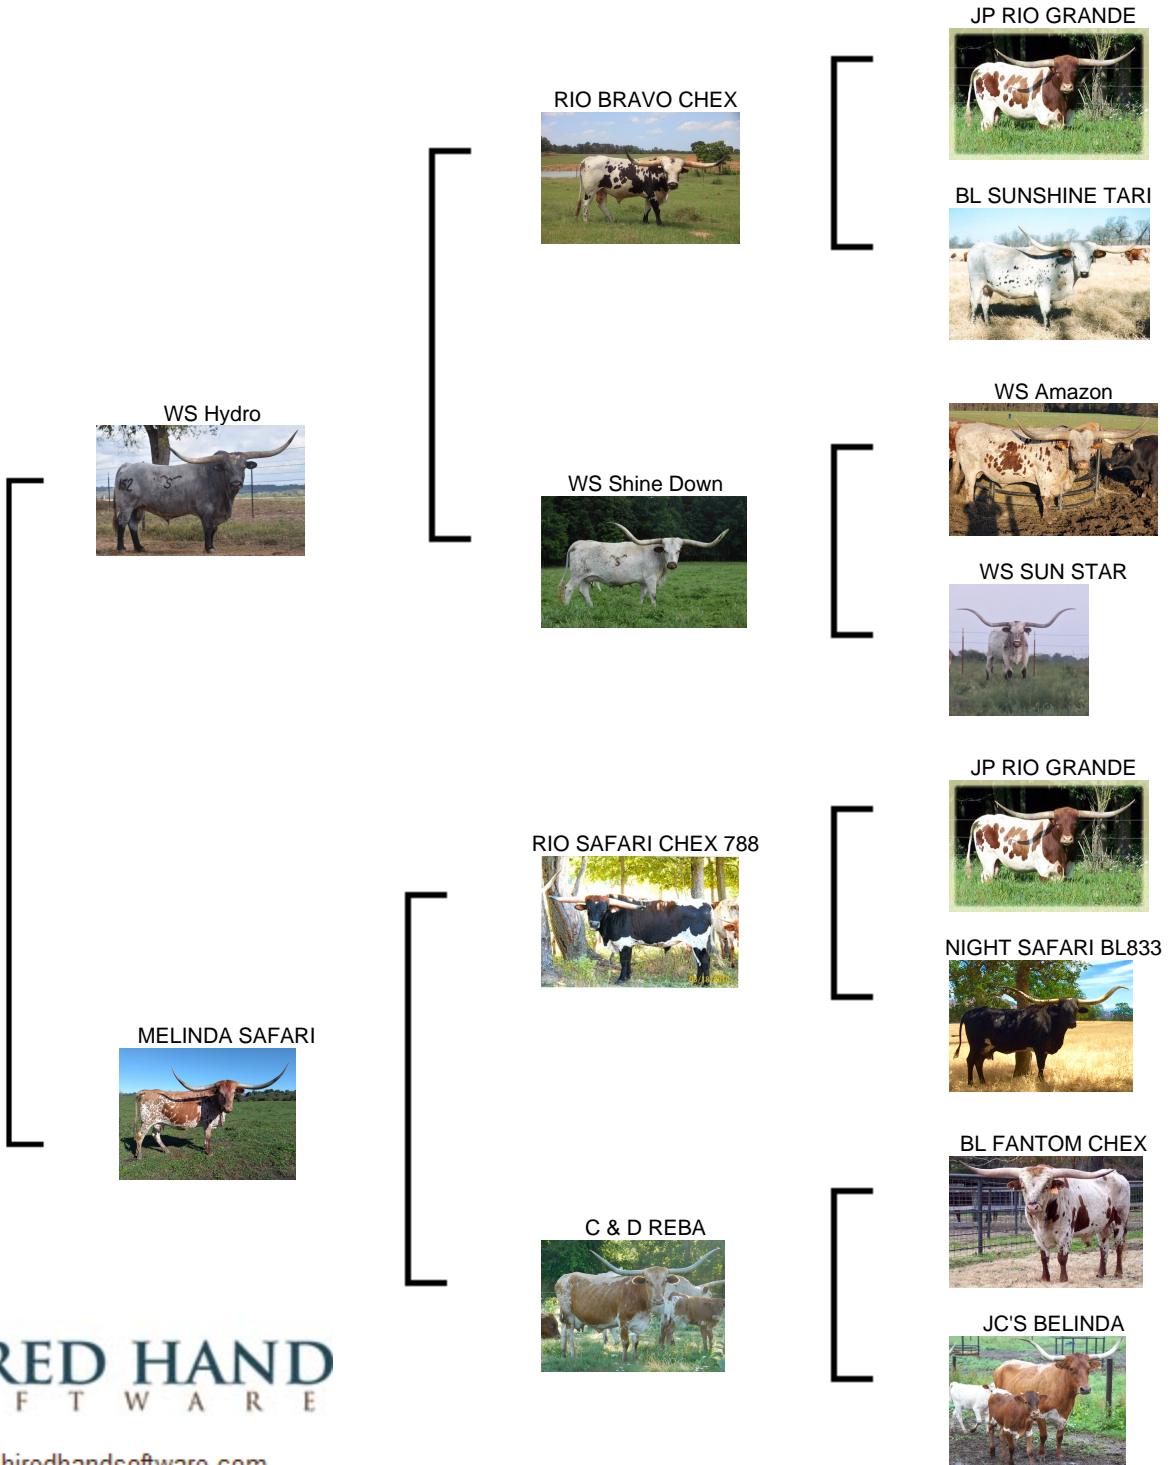 JP RIO GRANDE
RIO BRAVO CHEX
BL SUNSHINE TARI
WS Amazon
WS Hydro
WS Shine Down
WS SUN STAR
JP RIO GRANDE
RIO SAFARI CHEX 788
NIGHT SAFARI BL833
MELINDA SAFARI
BL FANTOM CHEX
C & D REBA
JC'S BELINDA
RED HAND
F T W A R E
hiredhandsoftware.com